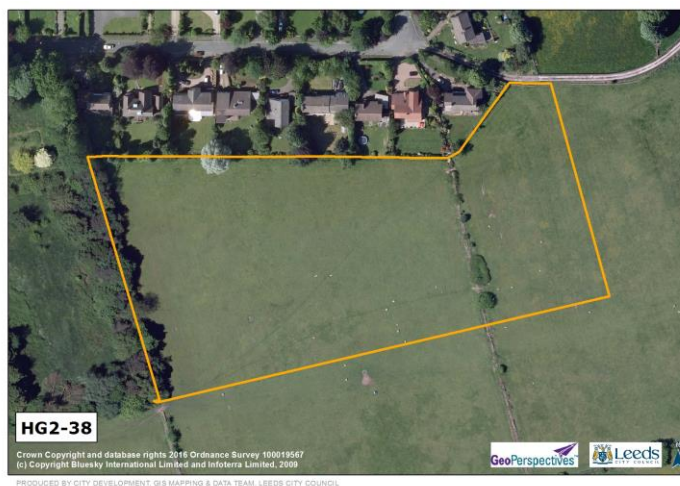 HG2-38
Crown Copyright and database rights 2016 Ordnance Survey 100019567
(c) Copyright Bluesky International Limited and Infoterra Limited, 2009
GeoPerspectives
Leeds
CITY COUNCIL
PRODUCED BY CITY DEVELOPMENT, GIS MAPPING & DATA TEAM, LEEDS CITY COUNCIL